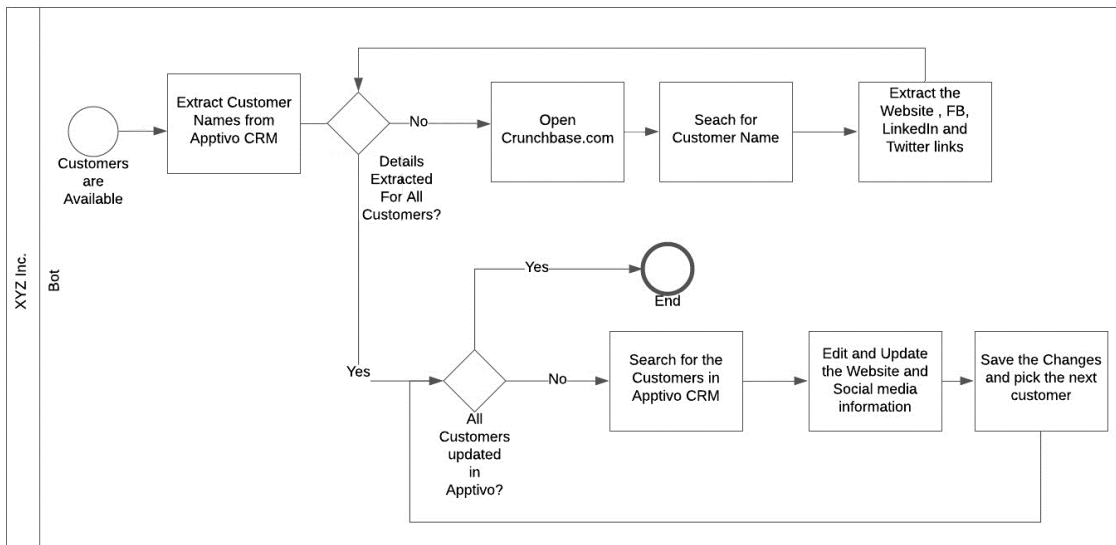 XYZ Inc.
Bot
Customers
are
Available
Extract Customer
Names from
Apptivo CRM
Details
Extracted
For All
Customers?
No
Open
Crunchbase.com
Seach for
Customer Name
Extract the
Website , FB,
LinkedIn and
Twitter links
Yes
All
Customers
updated
in
Apptivo?
Yes
End
No
Search for the
Customers in
Apptivo CRM
Edit and Update
the Website and
Social media
information
Save the Changes
and pick the next
customer